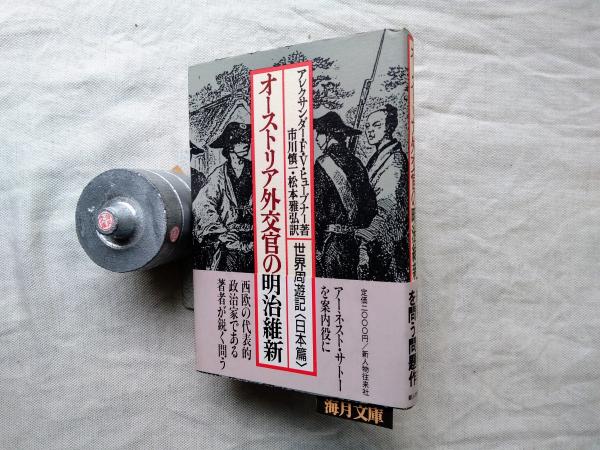 アレクサンダーF・V・ヒューブナー著
市川慎一・松本雅弘訳
オーストリア外交官の明治維新
世界周遊記〈日本篇〉
アーネスト・サトー
を案内役に
西欧の代表的
政治家である
著者が鋭く問う
定価二〇〇〇円／新人物往来社
を問う問題作
海月文庫